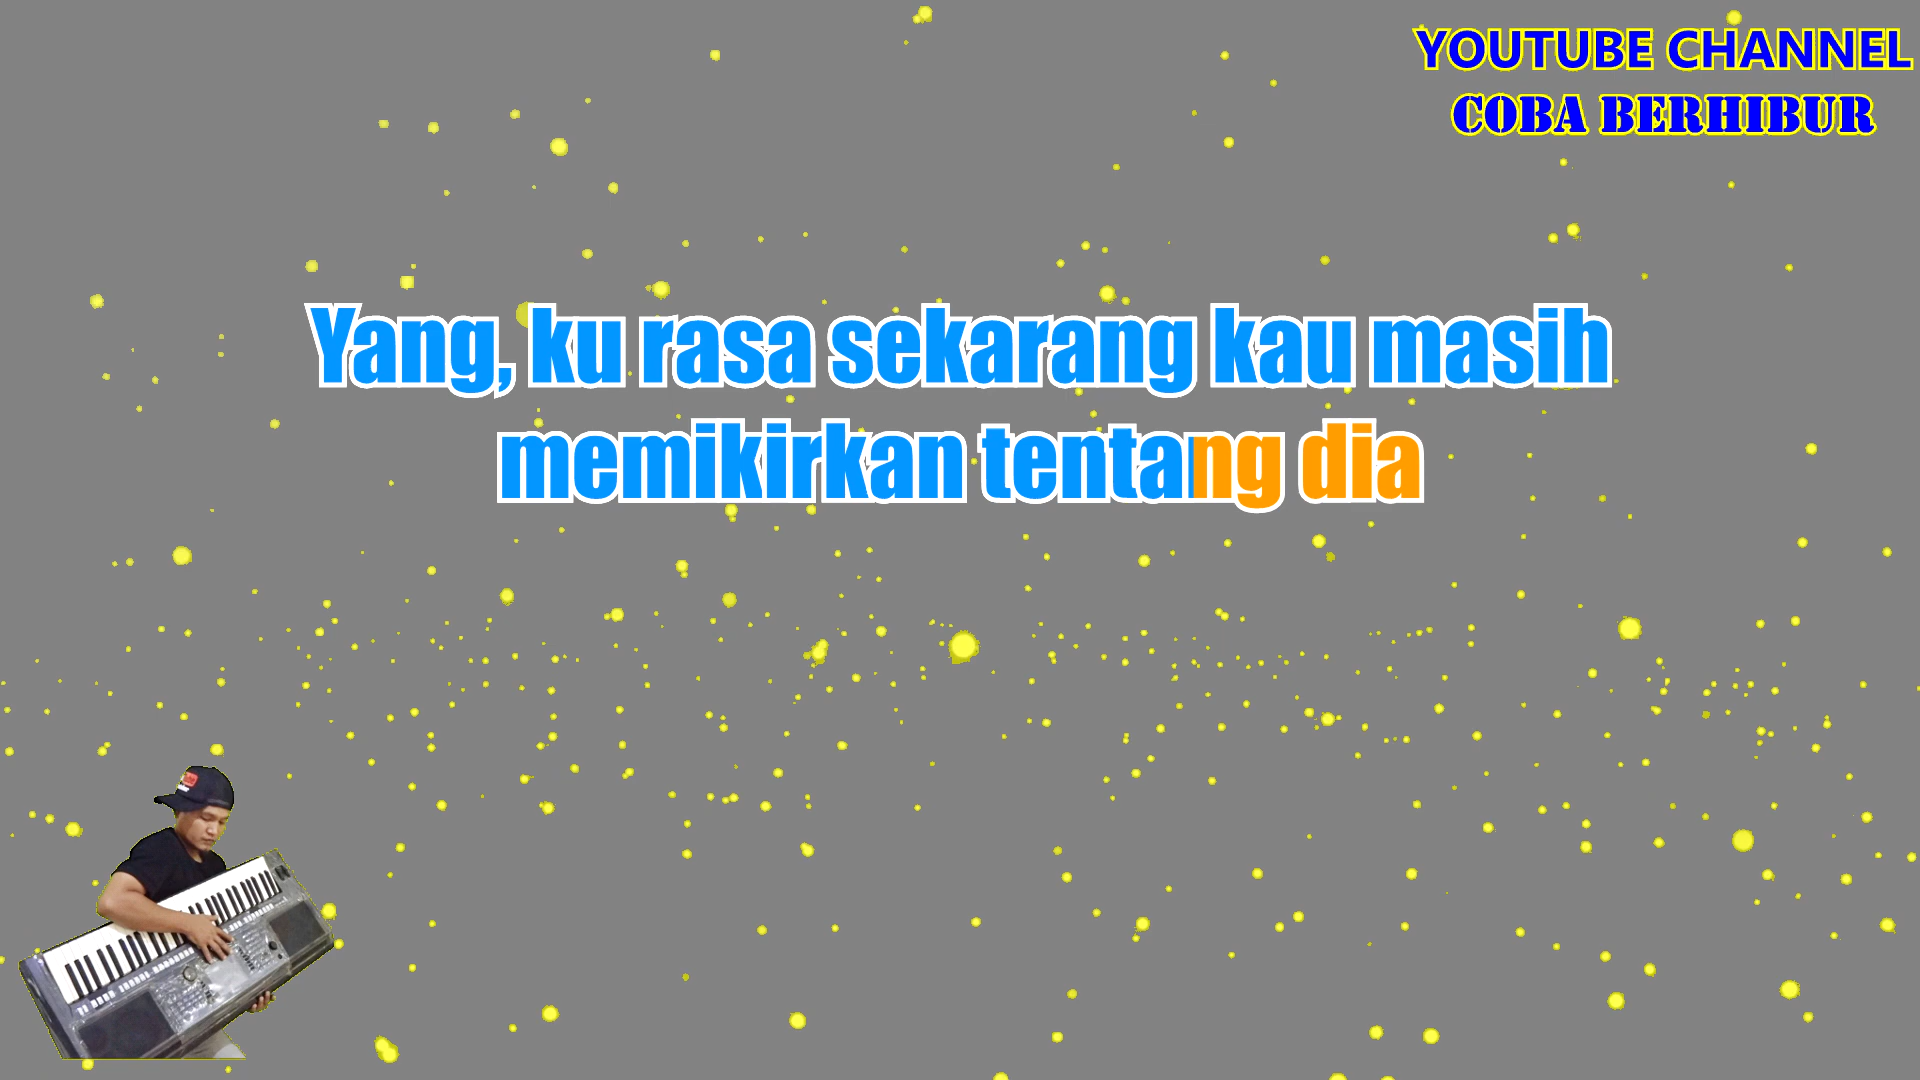 YOUTUBE CHANNEL
COBA BERHIBUR
Yang, ku rasa sekarang kau masih
memikirkan tentang dia